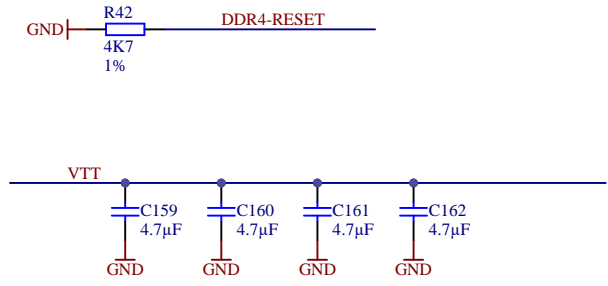 R42
GND DDR4-RESET
4K7
1%
VTT
C159 C160 C161 C162
4.7µF 4.7µF 4.7µF 4.7µF
GND GND GND GND